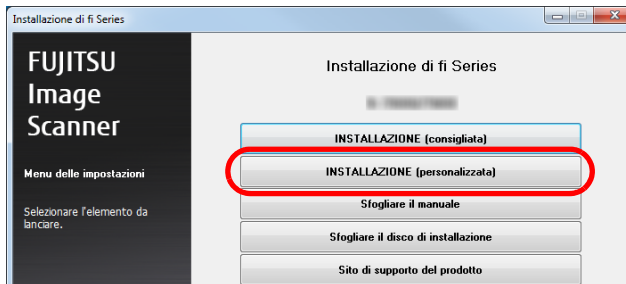 Installazione di fi Series
FUJITSU
Image
Scanner
Menu delle impostazioni
Selezionare l'elemento da
lanciare.
Installazione di fi Series
INSTALLAZIONE (consigliata)
INSTALLAZIONE (personalizzata)
Sfogliare il manuale
Sfogliare il disco di installazione
Sito di supporto del prodotto